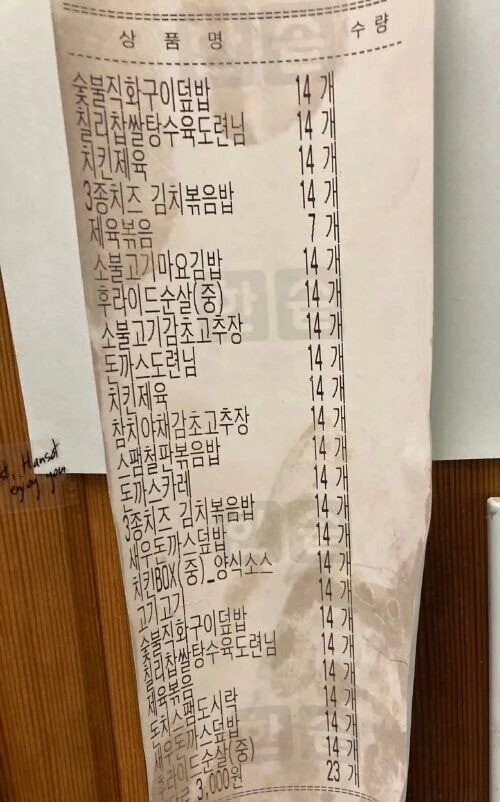 상 품 명 수 량
숯불직화구이덮밥 14 개
칠리찹쌀탕수육도련님 14 개
치킨제육 14 개
3종치즈 김치볶음밥 14 개
제육볶음 7 개
소불고기마요김밥 14 개
후라이드순살(중) 14 개
소불고기감초고추장 14 개
돈까스도련님 14 개
치킨제육 14 개
참치야채감초고추장 14 개
스팸철판볶음밥 14 개
돈까스카레 14 개
3종치즈 김치볶음밥 14 개
새우돈까스덮밥 14 개
치킨BOX(중)_양식소스 14 개
고기고기 14 개
숯불직화구이덮밥 14 개
칠리찹쌀탕수육도련님 14 개
제육볶음 14 개
돈치스팸도시락 14 개
새우돈까스덮밥 14 개
후라이드순살(중) 14 개
3,000원 23 개
Hansot